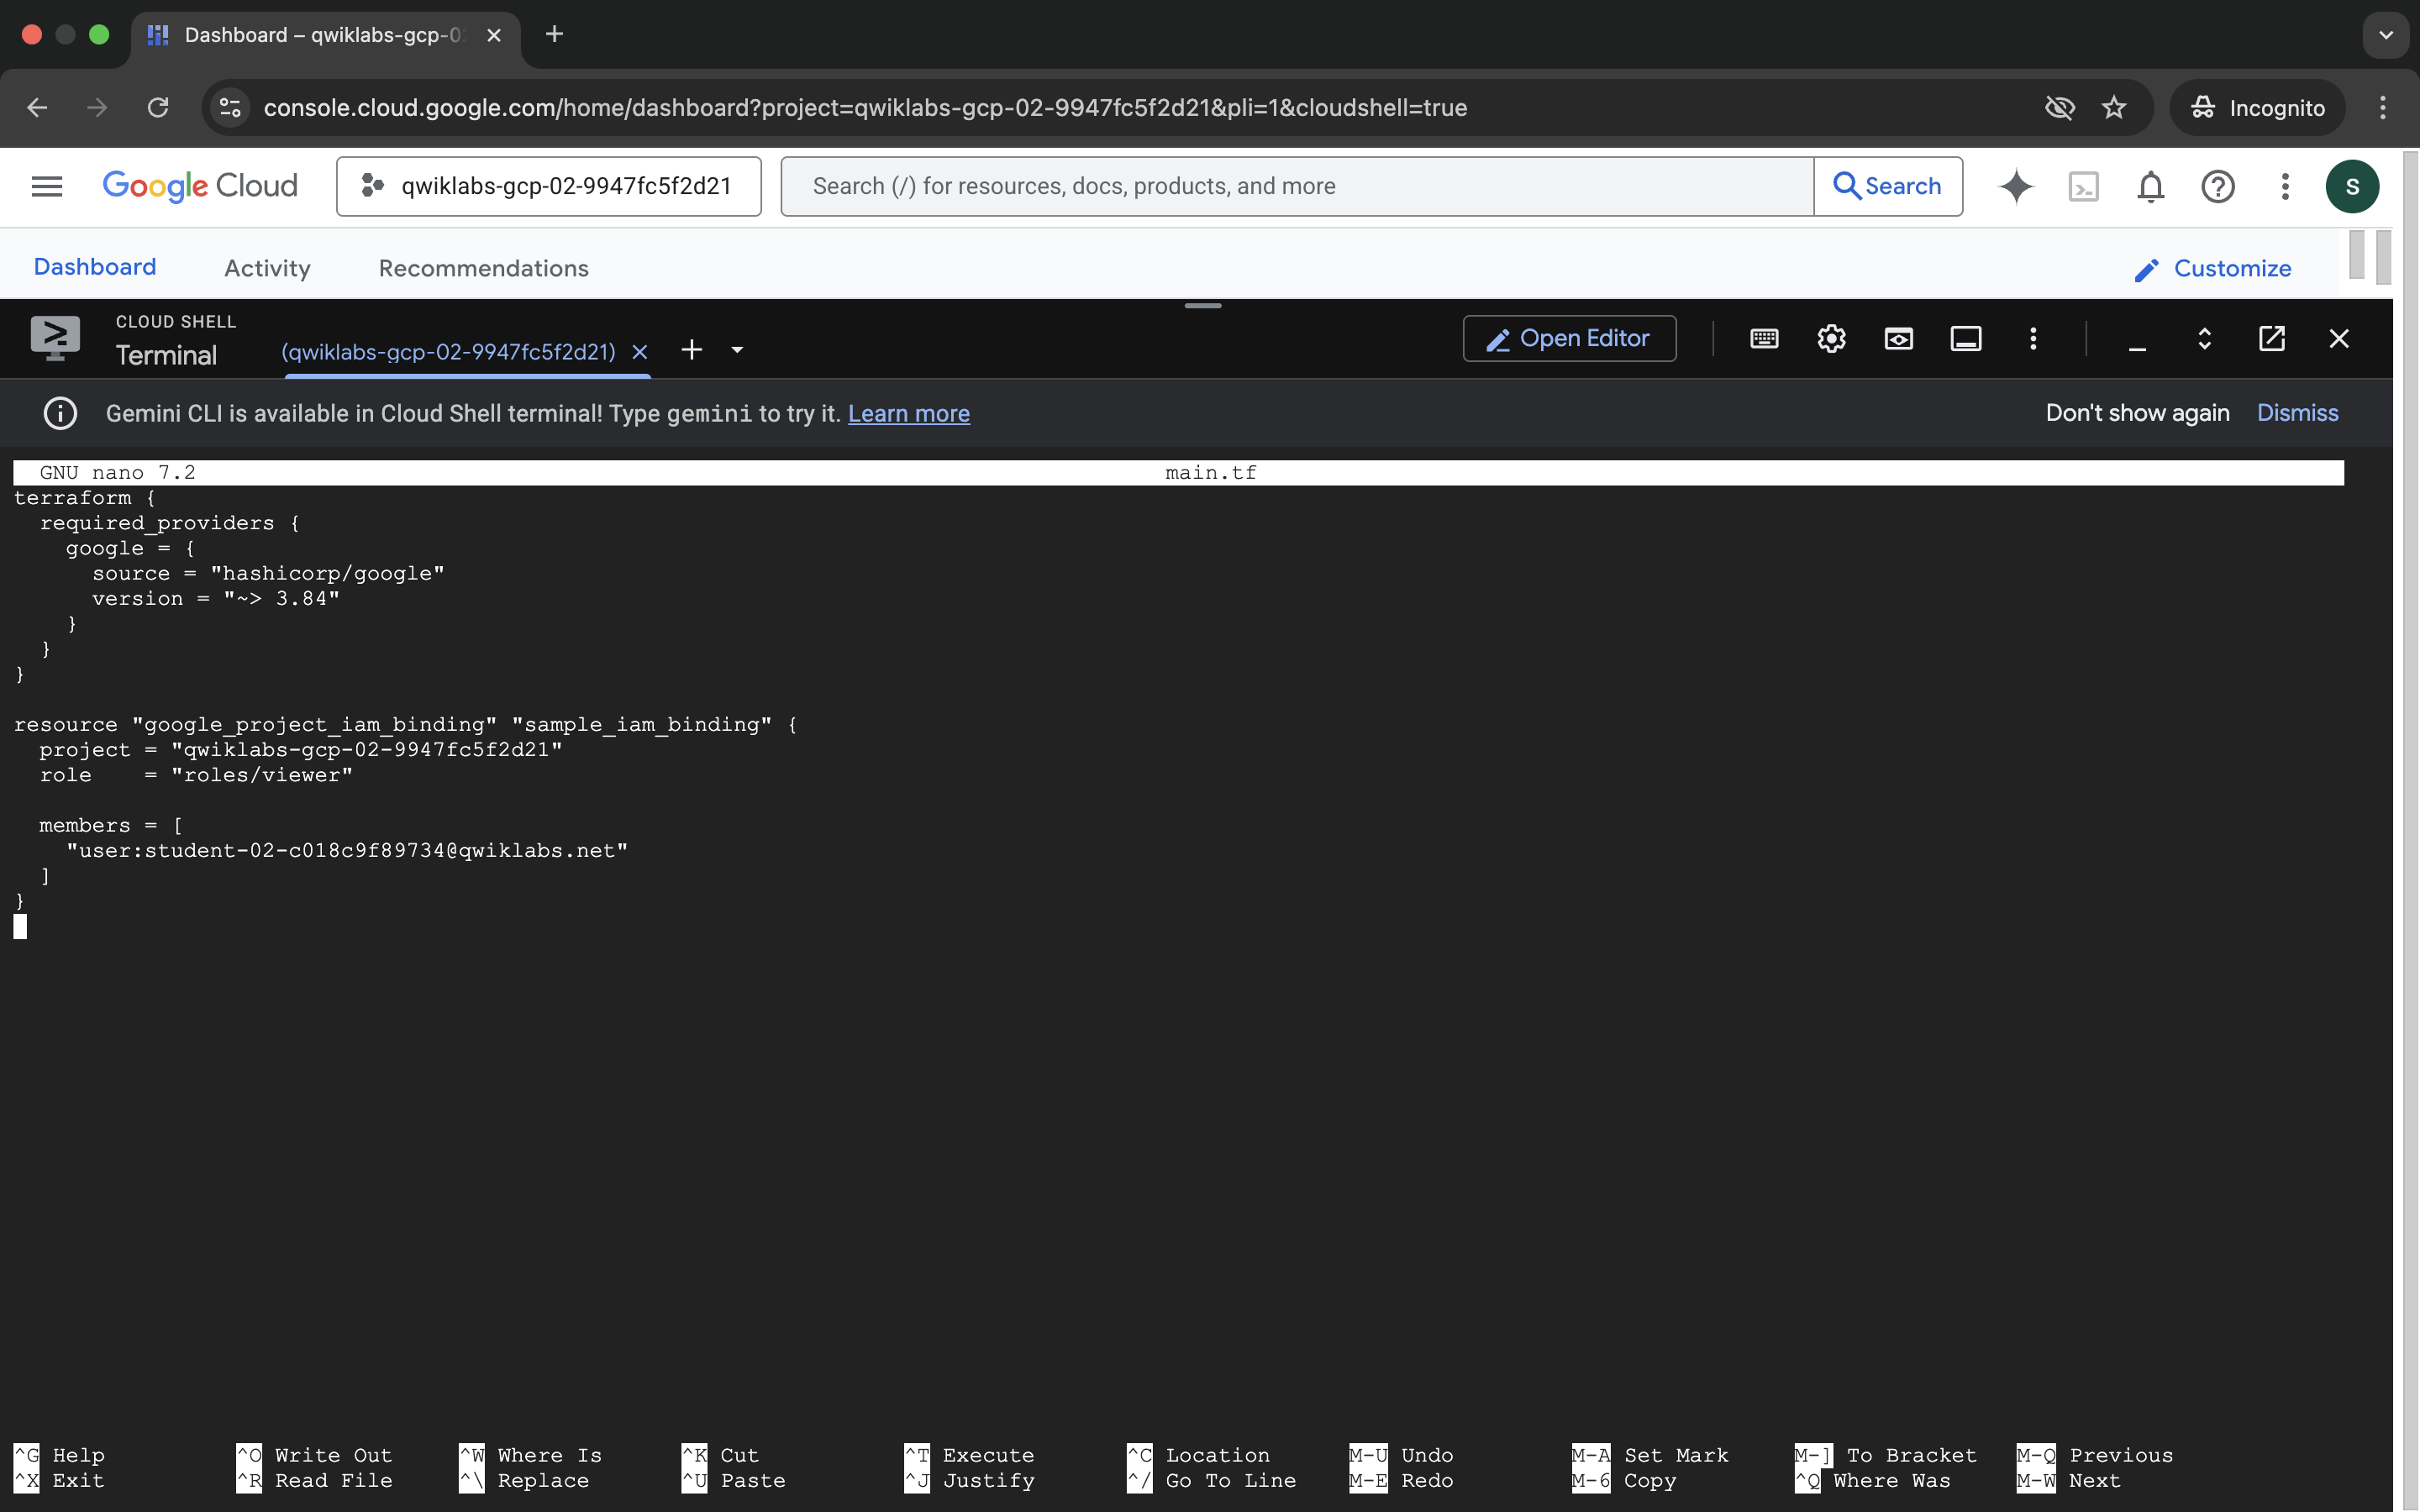 Dashboard – qwiklabs-gcp-0
console.cloud.google.com/home/dashboard?project=qwiklabs-gcp-02-9947fc5f2d21&pli=1&cloudshell=true
Incognito
Google Cloud
qwiklabs-gcp-02-9947fc5f2d21
Search (/) for resources, docs, products, and more
Search
S
Dashboard
Activity
Recommendations
Customize
CLOUD SHELL
Terminal
(qwiklabs-gcp-02-9947fc5f2d21)
Open Editor
Gemini CLI is available in Cloud Shell terminal! Type gemini to try it. Learn more
Don't show again
Dismiss
GNU nano 7.2 main.tf
terraform {
  required_providers {
    google = {
      source = "hashicorp/google"
      version = "~> 3.84"
    }
  }
}
resource "google_project_iam_binding" "sample_iam_binding" {
  project = "qwiklabs-gcp-02-9947fc5f2d21"
  role    = "roles/viewer"
  members = [
    "user:student-02-c018c9f89734@qwiklabs.net"
  ]
}
^G Help ^O Write Out ^W Where Is ^K Cut ^T Execute ^C Location M-U Undo M-A Set Mark M-] To Bracket M-Q Previous
^X Exit ^R Read File ^\ Replace ^U Paste ^J Justify ^/ Go To Line M-E Redo M-6 Copy ^Q Where Was M-W Next